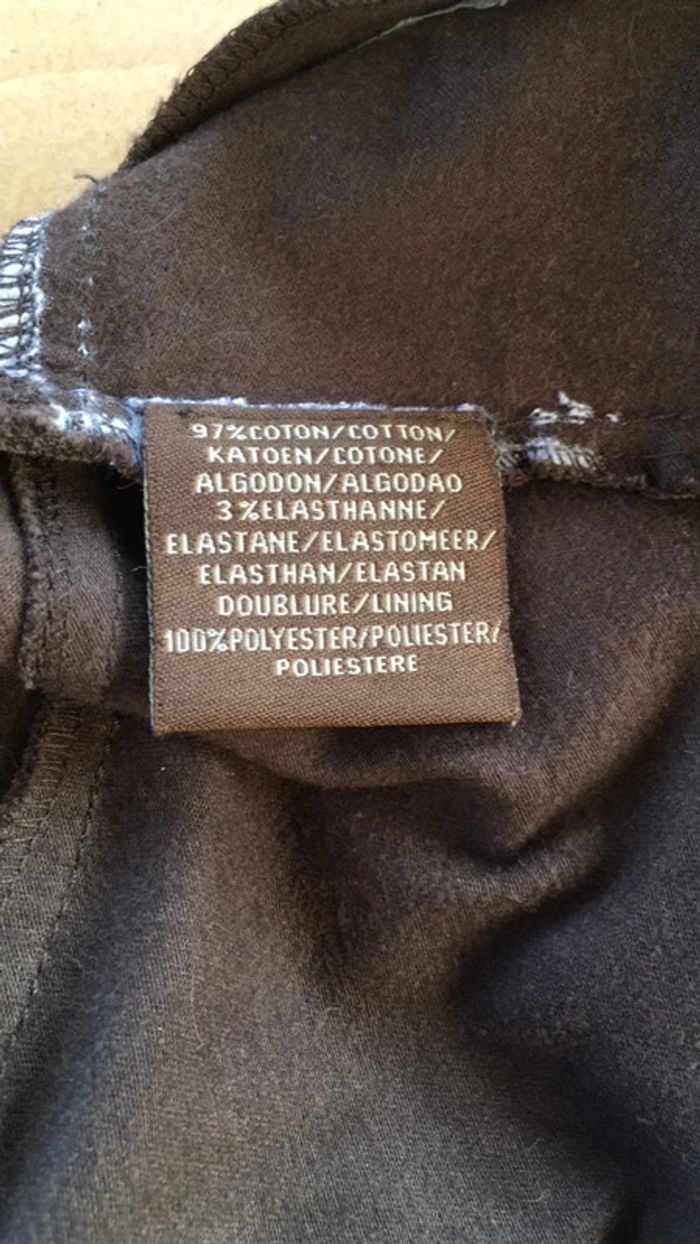 97%COTON/COTTON/
KATOEN/COTONE/
ALGODON/ALGODAO
3%ELASTHANNE/
ELASTANE/ELASTOMEER/
ELASTHAN/ELASTAN
DOUBLURE/LINING
100%POLYESTER/POLIESTER/
POLIESTERE